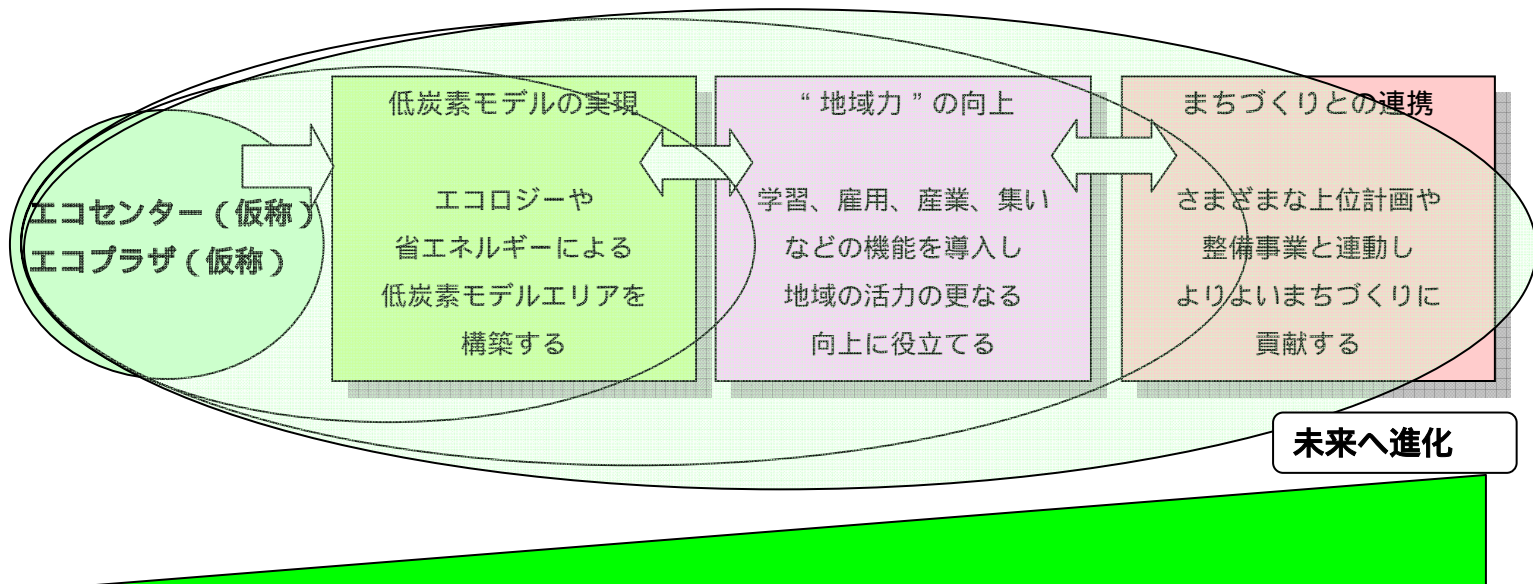 エコセンター（仮称）
エコプラザ（仮称）
低炭素モデルの実現
エコロジーや
省エネルギーによる
低炭素モデルエリアを
構築する
“地域力”の向上
学習、雇用、産業、集い
などの機能を導入し
地域の活力の更なる
向上に役立てる
まちづくりとの連携
さまざまな上位計画や
整備事業と連動し
よりよいまちづくりに
貢献する
未来へ進化